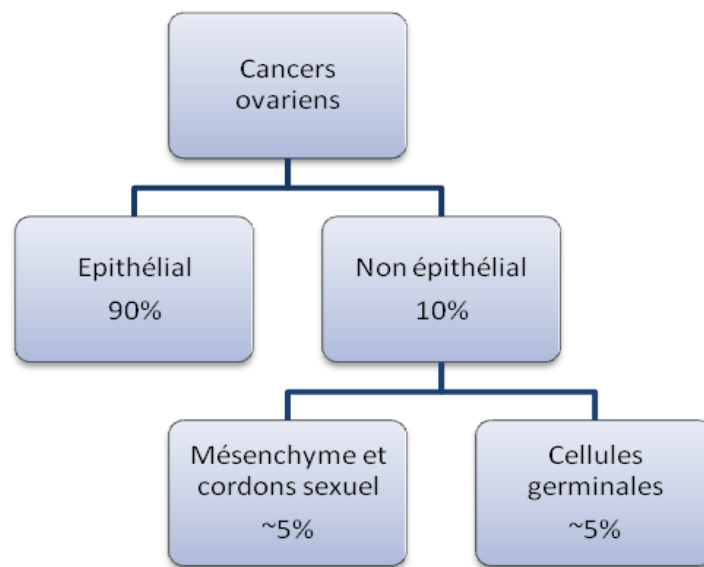 Cancers
ovariens
Epithélial
90%
Non épithélial
10%
Mésenchyme et
cordons sexuel
~5%
Cellules
germinales
~5%